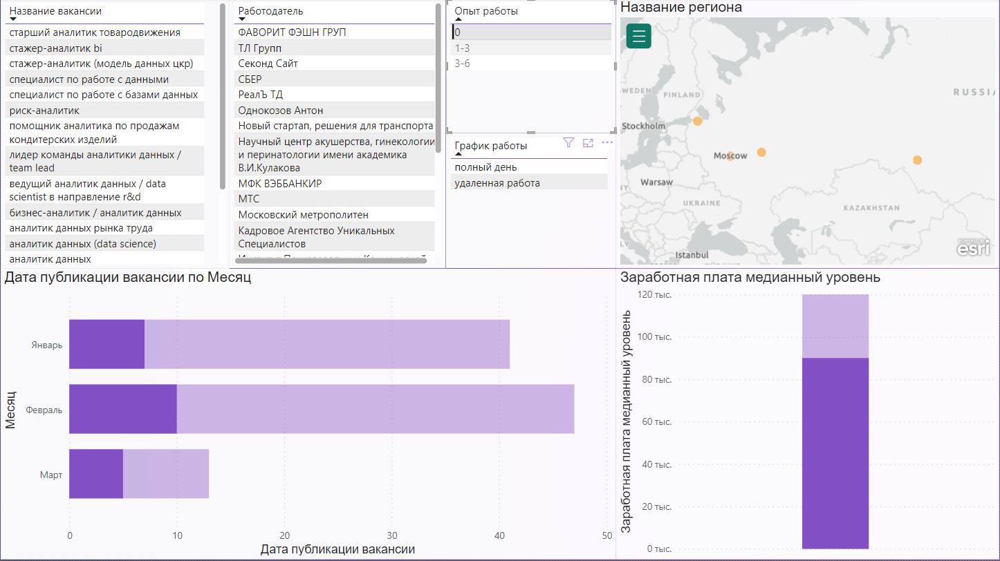 Название вакансии
старший аналитик товародвижения
стажер-аналитик bi
стажер-аналитик (модель данных цкр)
специалист по работе с данными
специалист по работе с базами данных
риск-аналитик
помощник аналитика по продажам
кондитерских изделий
лидер команды аналитики данных /
team lead
ведущий аналитик данных / data
scientist в направление r&d
бизнес-аналитик / аналитик данных
аналитик данных рынка труда
аналитик данных (data science)
аналитик данных
Работодатель
ФАВОРИТ ФЭШН ГРУП
ТЛ Групп
Секонд Сайт
СБЕР
РеалЪ ТД
Однокозов Антон
Новый стартап, решения для транспорта
Научный центр акушерства, гинекологии
и перинатологии имени академика
В.И.Кулакова
МФК ВЭББАНКИР
МТС
Московский метрополитен
Кадровое Агентство Уникальных
Специалистов
Опыт работы
0
1-3
3-6
График работы
полный день
удаленная работа
Название региона
SWEDEN
FINLAND
RUSSIA
Stockholm
Moscow
Warsaw
UKRAINE
KAZAKHSTAN
Istanbul
POWERED BY
esri
Дата публикации вакансии по Месяц
Месяц
Январь
Февраль
Март
0 10 20 30 40 50
Дата публикации вакансии
Заработная плата медианный уровень
Заработная плата медианный уровень
120 тыс.
100 тыс.
80 тыс.
60 тыс.
40 тыс.
20 тыс.
0 тыс.